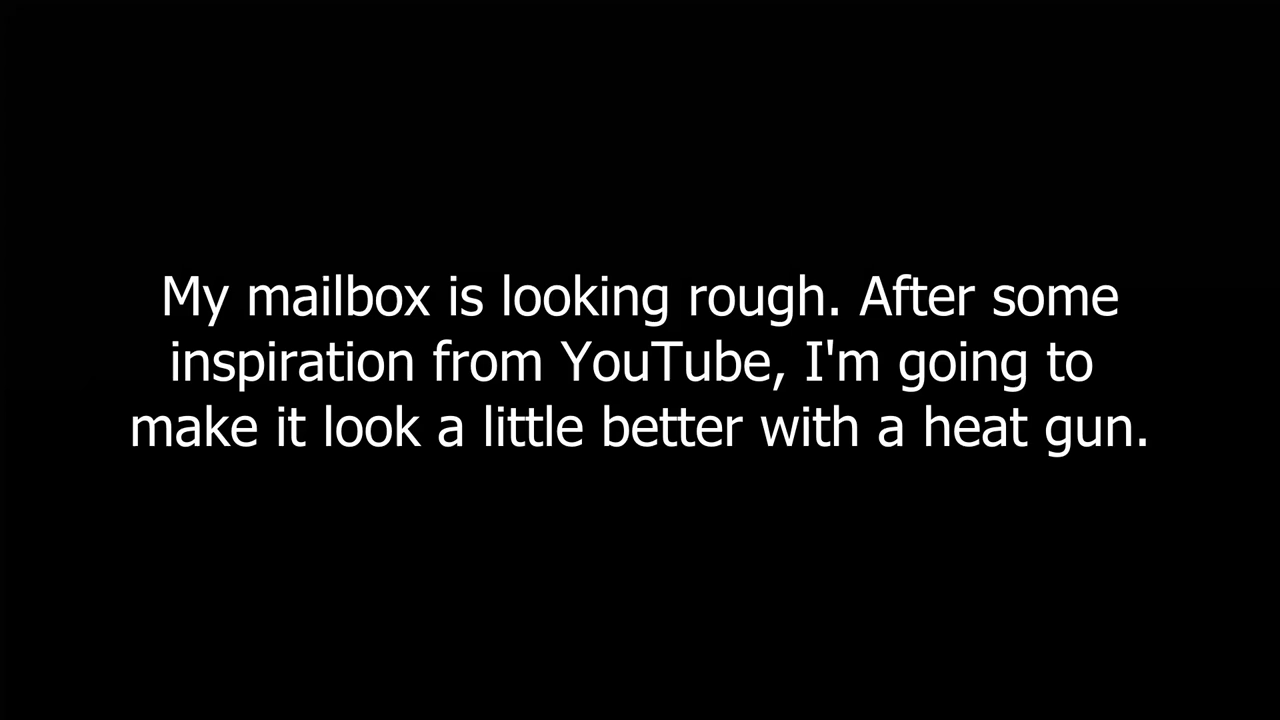 My mailbox is looking rough. After some
inspiration from YouTube, I'm going to
make it look a little better with a heat gun.